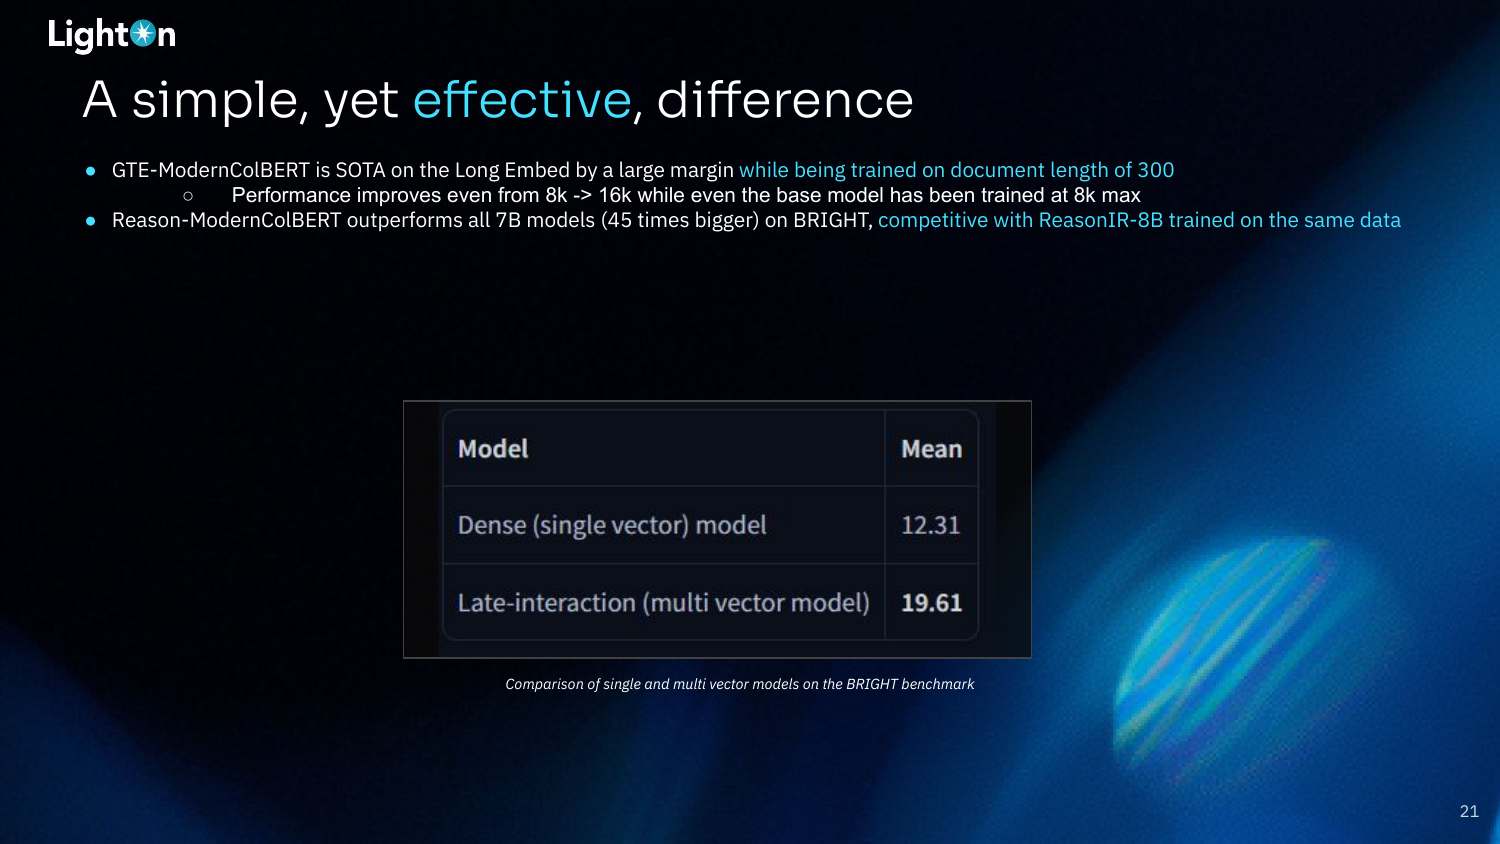 LightOn
A simple, yet effective, difference
● GTE-ModernColBERT is SOTA on the Long Embed by a large margin while being trained on document length of 300
○ Performance improves even from 8k -> 16k while even the base model has been trained at 8k max
● Reason-ModernColBERT outperforms all 7B models (45 times bigger) on BRIGHT, competitive with ReasonIR-8B trained on the same data
Model Mean
Dense (single vector) model 12.31
Late-interaction (multi vector model) 19.61
Comparison of single and multi vector models on the BRIGHT benchmark
21